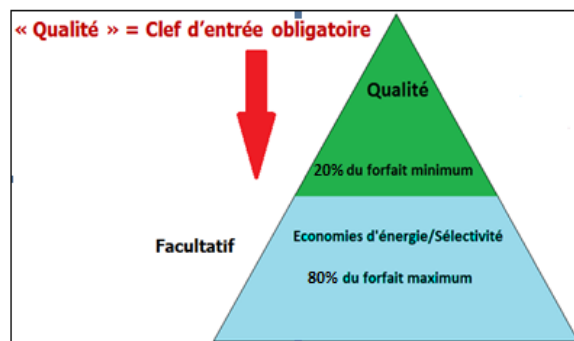 « Qualité » = Clef d'entrée obligatoire
Qualité
20% du forfait minimum
Facultatif
Economies d'énergie/Sélectivité
80% du forfait maximum